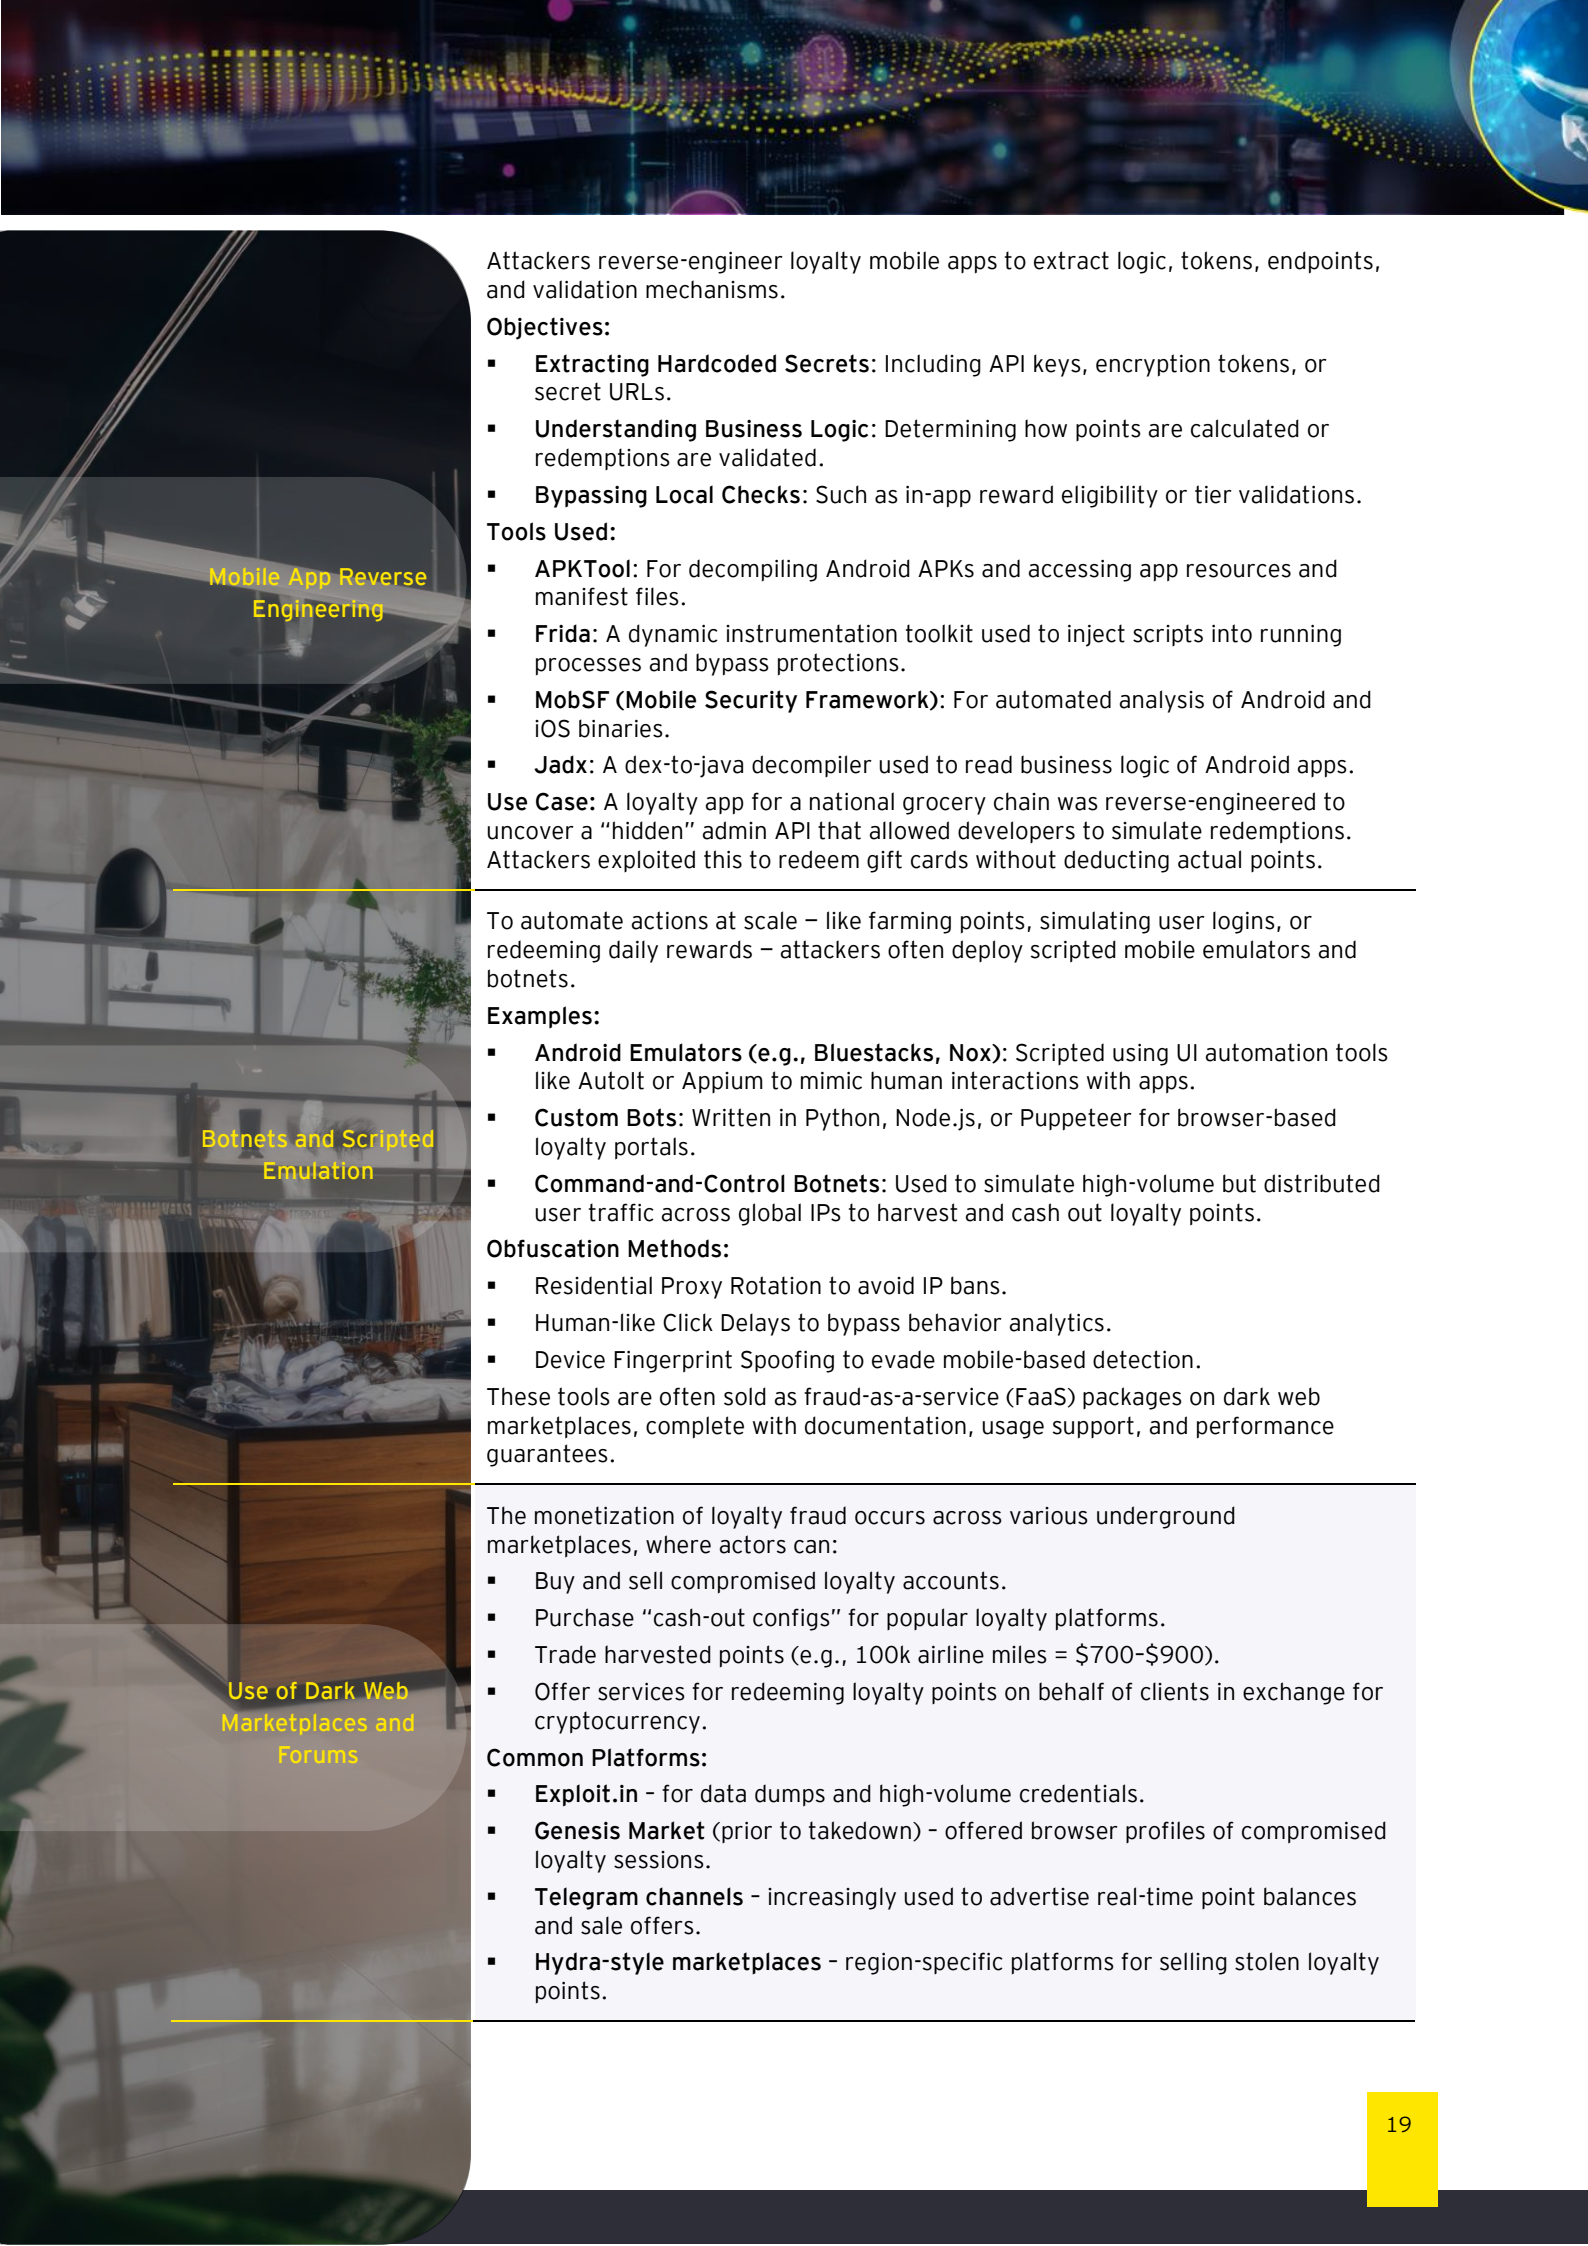 Attackers reverse-engineer loyalty mobile apps to extract logic, tokens, endpoints,
and validation mechanisms.
Objectives:
▪ Extracting Hardcoded Secrets: Including API keys, encryption tokens, or
secret URLs.
▪ Understanding Business Logic: Determining how points are calculated or
redemptions are validated.
▪ Bypassing Local Checks: Such as in-app reward eligibility or tier validations.
Tools Used:
▪ APKTool: For decompiling Android APKs and accessing app resources and
manifest files.
▪ Frida: A dynamic instrumentation toolkit used to inject scripts into running
processes and bypass protections.
▪ MobSF (Mobile Security Framework): For automated analysis of Android and
iOS binaries.
▪ Jadx: A dex-to-java decompiler used to read business logic of Android apps.
Use Case: A loyalty app for a national grocery chain was reverse-engineered to
uncover a “hidden” admin API that allowed developers to simulate redemptions.
Attackers exploited this to redeem gift cards without deducting actual points.
Mobile App Reverse
Engineering
To automate actions at scale – like farming points, simulating user logins, or
redeeming daily rewards – attackers often deploy scripted mobile emulators and
botnets.
Examples:
▪ Android Emulators (e.g., Bluestacks, Nox): Scripted using UI automation tools
like AutoIt or Appium to mimic human interactions with apps.
▪ Custom Bots: Written in Python, Node.js, or Puppeteer for browser-based
loyalty portals.
▪ Command-and-Control Botnets: Used to simulate high-volume but distributed
user traffic across global IPs to harvest and cash out loyalty points.
Obfuscation Methods:
▪ Residential Proxy Rotation to avoid IP bans.
▪ Human-like Click Delays to bypass behavior analytics.
▪ Device Fingerprint Spoofing to evade mobile-based detection.
These tools are often sold as fraud-as-a-service (FaaS) packages on dark web
marketplaces, complete with documentation, usage support, and performance
guarantees.
Botnets and Scripted
Emulation
The monetization of loyalty fraud occurs across various underground
marketplaces, where actors can:
▪ Buy and sell compromised loyalty accounts.
▪ Purchase “cash-out configs” for popular loyalty platforms.
▪ Trade harvested points (e.g., 100k airline miles = $700–$900).
▪ Offer services for redeeming loyalty points on behalf of clients in exchange for
cryptocurrency.
Common Platforms:
▪ Exploit.in – for data dumps and high-volume credentials.
▪ Genesis Market (prior to takedown) – offered browser profiles of compromised
loyalty sessions.
▪ Telegram channels – increasingly used to advertise real-time point balances
and sale offers.
▪ Hydra-style marketplaces – region-specific platforms for selling stolen loyalty
points.
Use of Dark Web
Marketplaces and
Forums
19